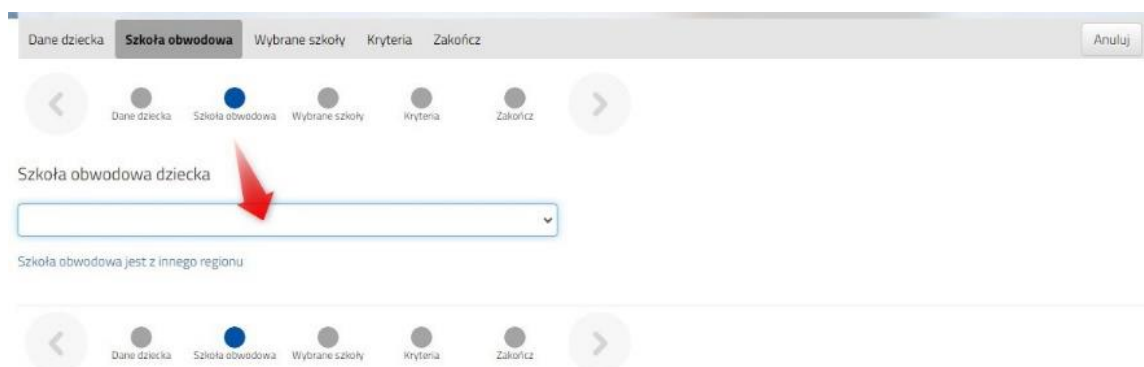 Dane dziecka Szkoła obwodowa Wybrane szkoły Kryteria Zakończ Anuluj
Dane dziecka Szkoła obwodowa Wybrane szkoły Kryteria Zakończ
Szkoła obwodowa dziecka
Szkoła obwodowa jest z innego regionu
Dane dziecka Szkoła obwodowa Wybrane szkoły Kryteria Zakończ